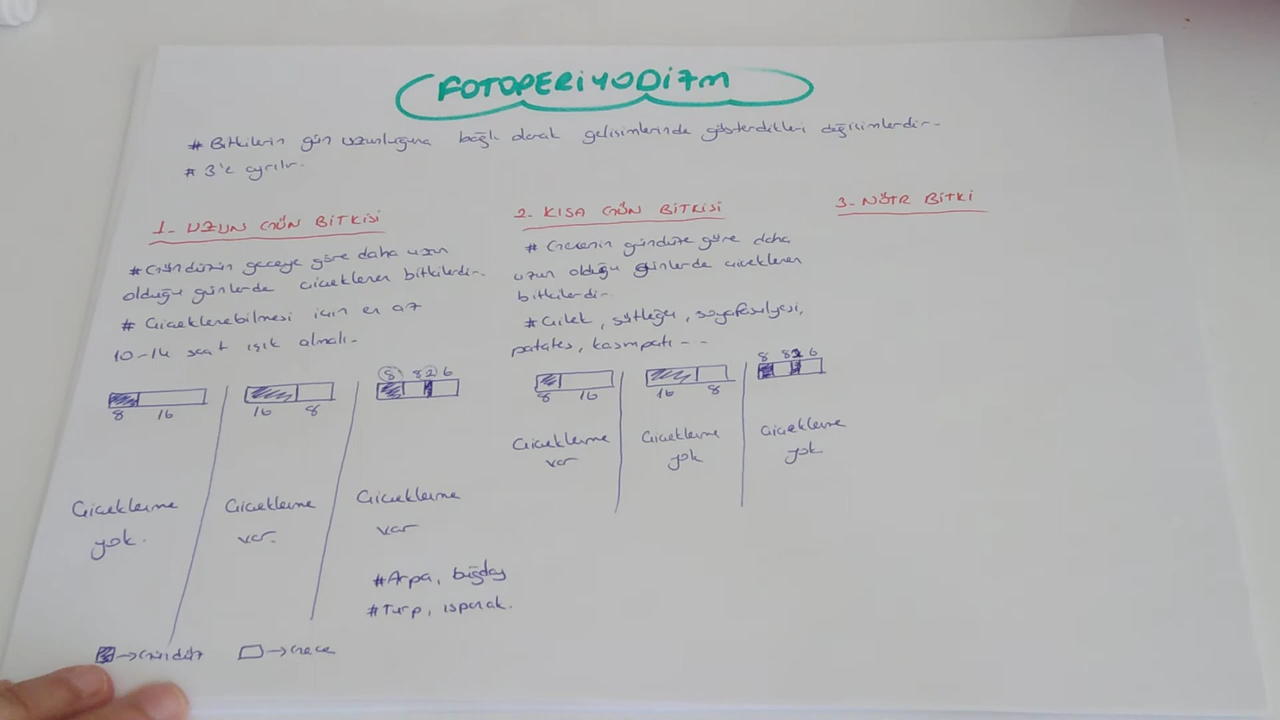 FOTOPERİYODİZM
# Bitkilerin gün uzunluğuna bağlı olarak gelişimlerinde gösterdikleri değişimlerdir.
# 3'e ayrılır.
1- UZUN GÜN BİTKİSİ
# Gündüzün geceye göre daha uzun
olduğu günlerde çiçeklenen bitkilerdir.
# Çiçeklenebilmesi için en az
10-14 saat ışık almalı.
8 16
16 8
8 8 2 6
Çiçeklenme
yok.
Çiçeklenme
var.
Çiçeklenme
var
# Arpa, buğday
# Turp, ıspanak.
→ Gündüz → Gece
2- KISA GÜN BİTKİSİ
# Gecenin gündüze göre daha
uzun olduğu günlerde çiçeklenen
bitkilerdir.
# Çilek, sütleğen, soyafasulyesi,
patates, kasımpatı - - -
8 16
16 8
8 8 2 6
Çiçeklenme
var
Çiçeklenme
yok
Çiçeklenme
yok
3- NÖTR BİTKİ